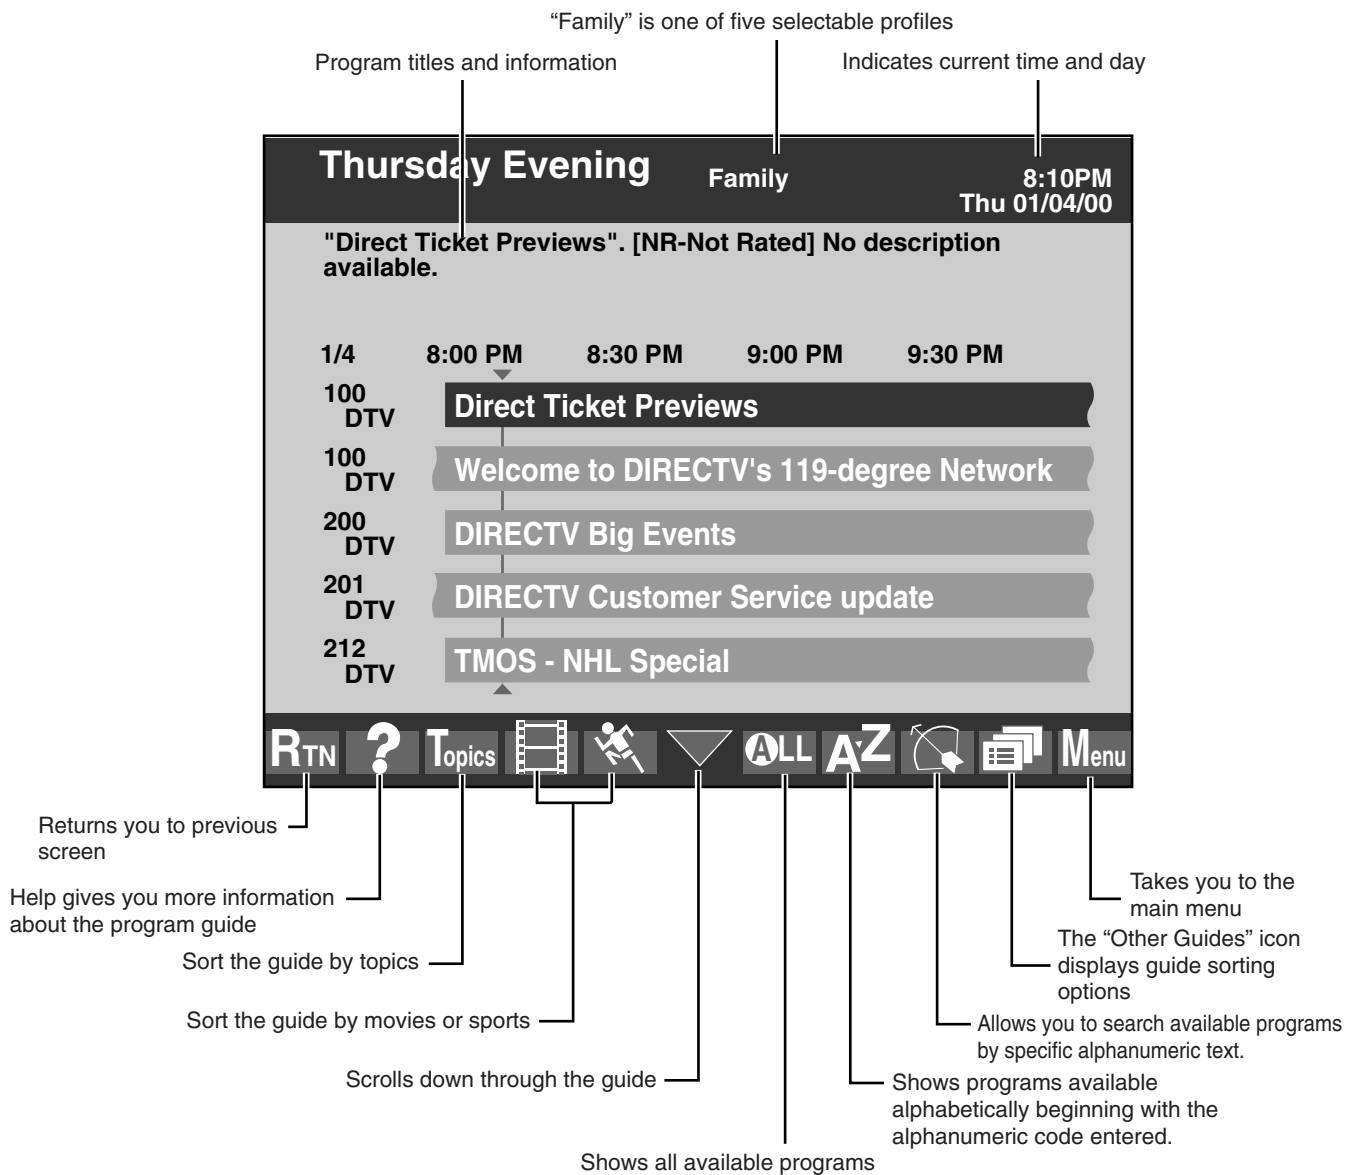 “Family” is one of five selectable profiles
Program titles and information
Indicates current time and day
Thursday Evening
Family
8:10PM
Thu 01/04/00
"Direct Ticket Previews". [NR-Not Rated] No description
available.
1/4 8:00 PM 8:30 PM 9:00 PM 9:30 PM
100
DTV
Direct Ticket Previews
100
DTV
Welcome to DIRECTV's 119-degree Network
200
DTV
DIRECTV Big Events
201
DTV
DIRECTV Customer Service update
212
DTV
TMOS - NHL Special
RTN ? Topics ALL AZ Menu
Returns you to previous
screen
Help gives you more information
about the program guide
Sort the guide by topics
Sort the guide by movies or sports
Scrolls down through the guide
Shows all available programs
Takes you to the
main menu
The “Other Guides” icon
displays guide sorting
options
Allows you to search available programs
by specific alphanumeric text.
Shows programs available
alphabetically beginning with the
alphanumeric code entered.